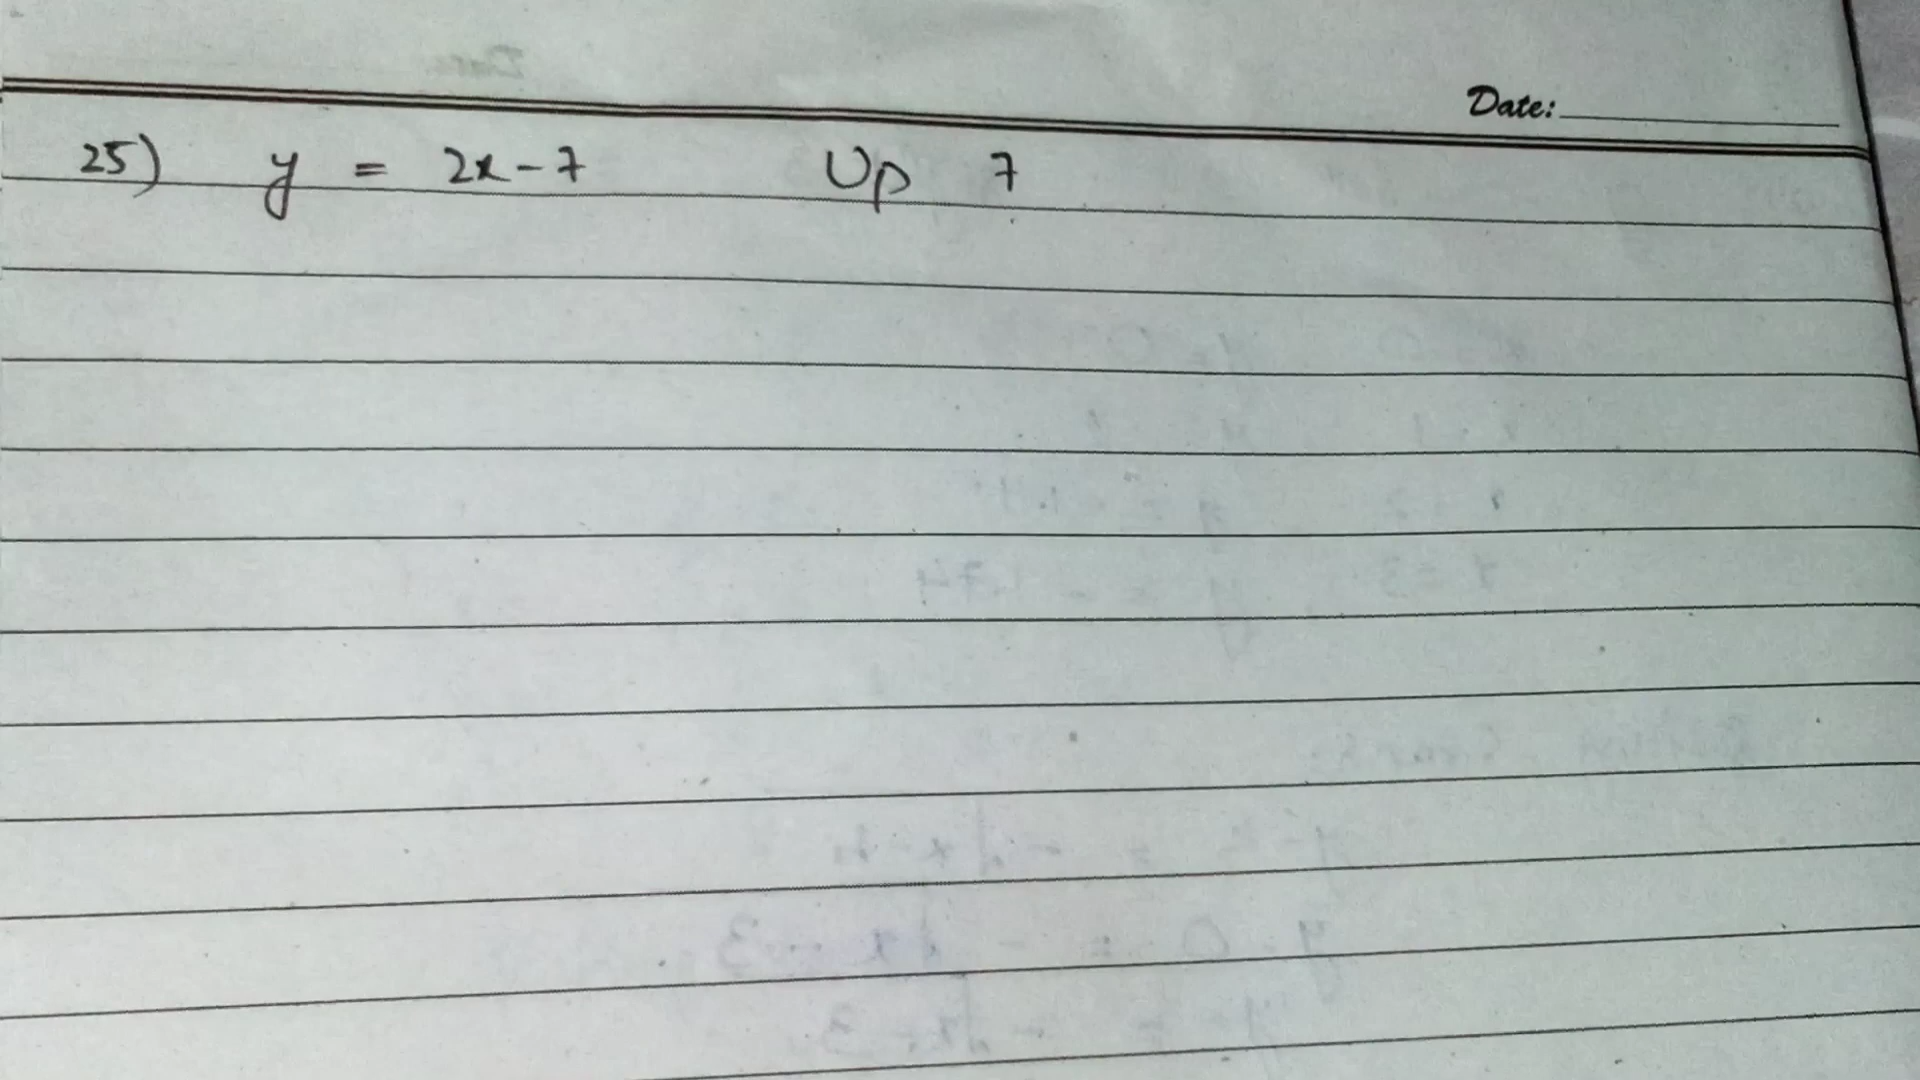 Date:
25) y = 2x - 7 Up 7